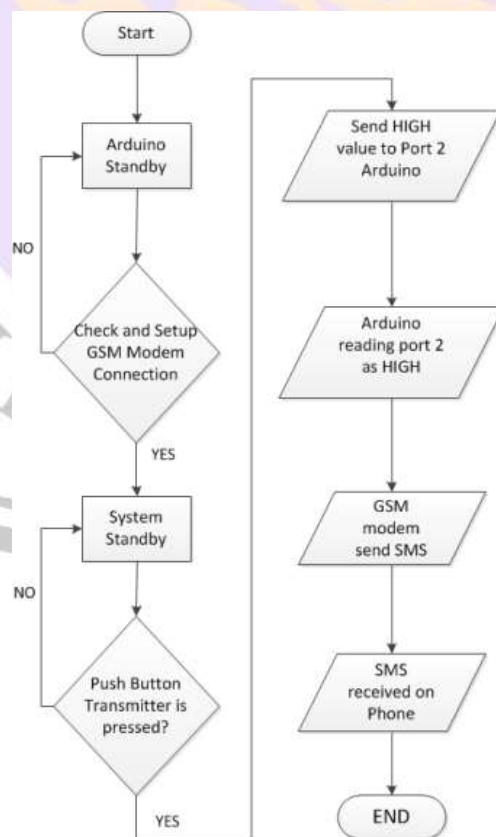 Start
Arduino
Standby
NO
Check and Setup
GSM Modem
Connection
YES
System
Standby
NO
Push Button
Transmitter is
pressed?
YES
Send HIGH
value to Port 2
Arduino
Arduino
reading port 2
as HIGH
GSM
modem
send SMS
SMS
received on
Phone
END